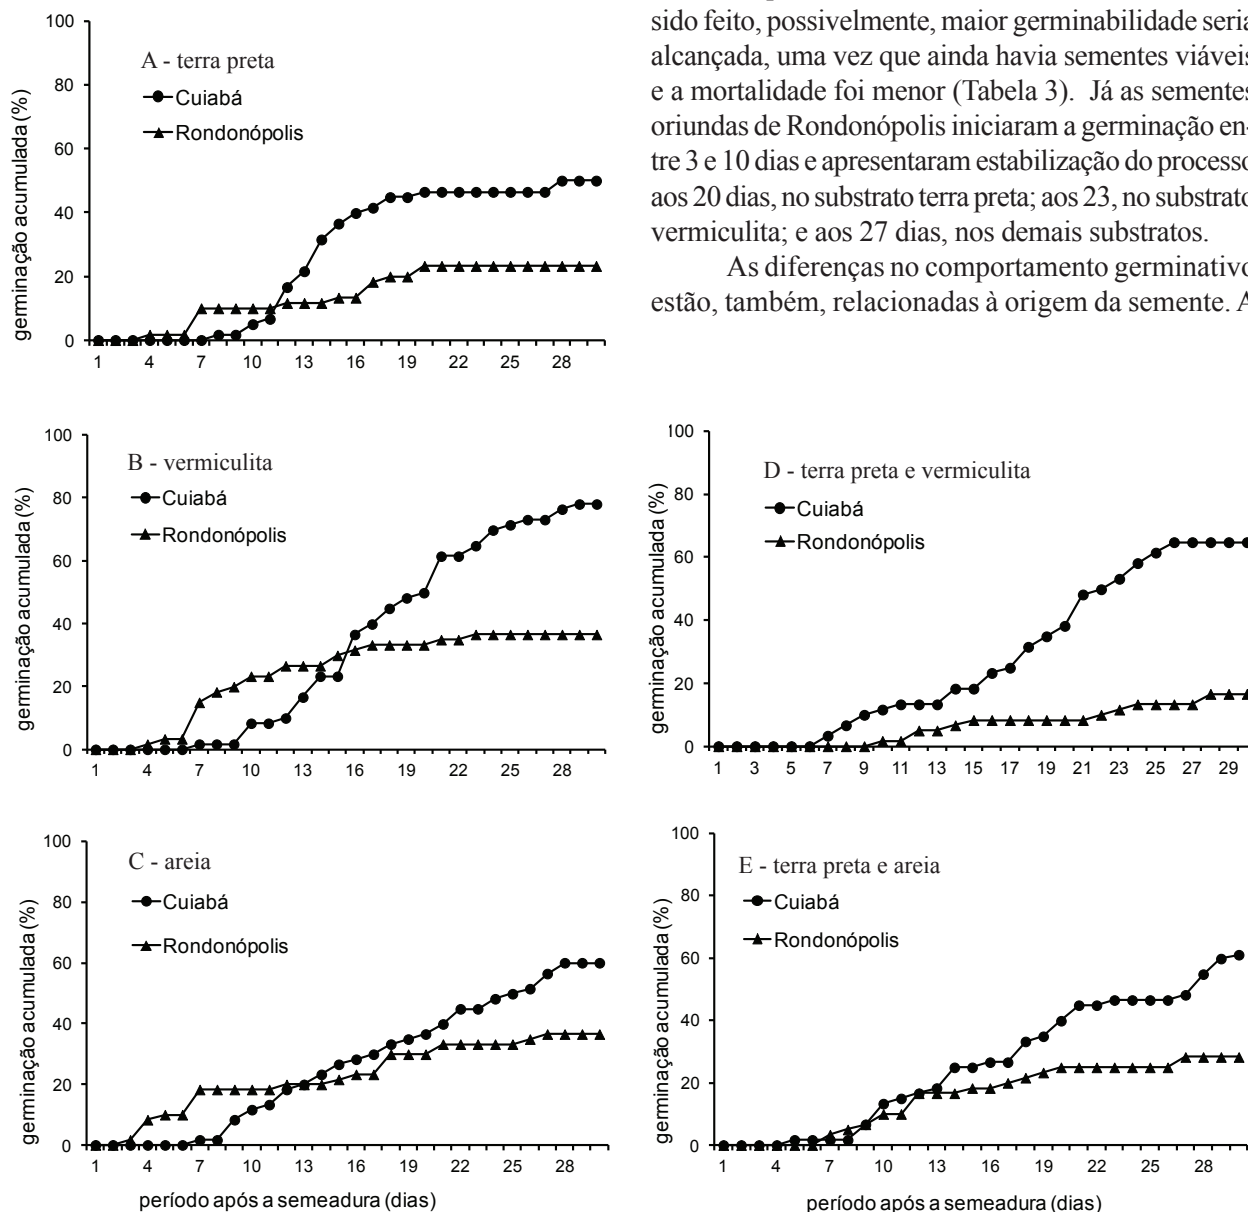 100
80
60
40
20
0
germinação acumulada (%)
A - terra preta
Cuiabá
Rondonópolis
1 4 7 10 13 16 19 22 25 28
sido feito, possivelmente, maior germinabilidade seria
alcançada, uma vez que ainda havia sementes viáveis
e a mortalidade foi menor (Tabela 3). Já as sementes
oriundas de Rondonópolis iniciaram a germinação en-
tre 3 e 10 dias e apresentaram estabilização do processo
aos 20 dias, no substrato terra preta; aos 23, no substrato
vermiculita; e aos 27 dias, nos demais substratos.
As diferenças no comportamento germinativo
estão, também, relacionadas à origem da semente. A
100
80
60
40
20
0
germinação acumulada (%)
B - vermiculita
Cuiabá
Rondonópolis
1 4 7 10 13 16 19 22 25 28
100
80
60
40
20
0
germinação acumulada (%)
D - terra preta e vermiculita
Cuiabá
Rondonópolis
1 3 5 7 9 11 13 15 17 19 21 23 25 27 29
100
80
60
40
20
0
germinação acumulada (%)
C - areia
Cuiabá
Rondonópolis
1 4 7 10 13 16 19 22 25 28
período após a semeadura (dias)
100
80
60
40
20
0
germinação acumulada (%)
E - terra preta e areia
Cuiabá
Rondonópolis
1 4 7 10 13 16 19 22 25 28
período após a semeadura (dias)